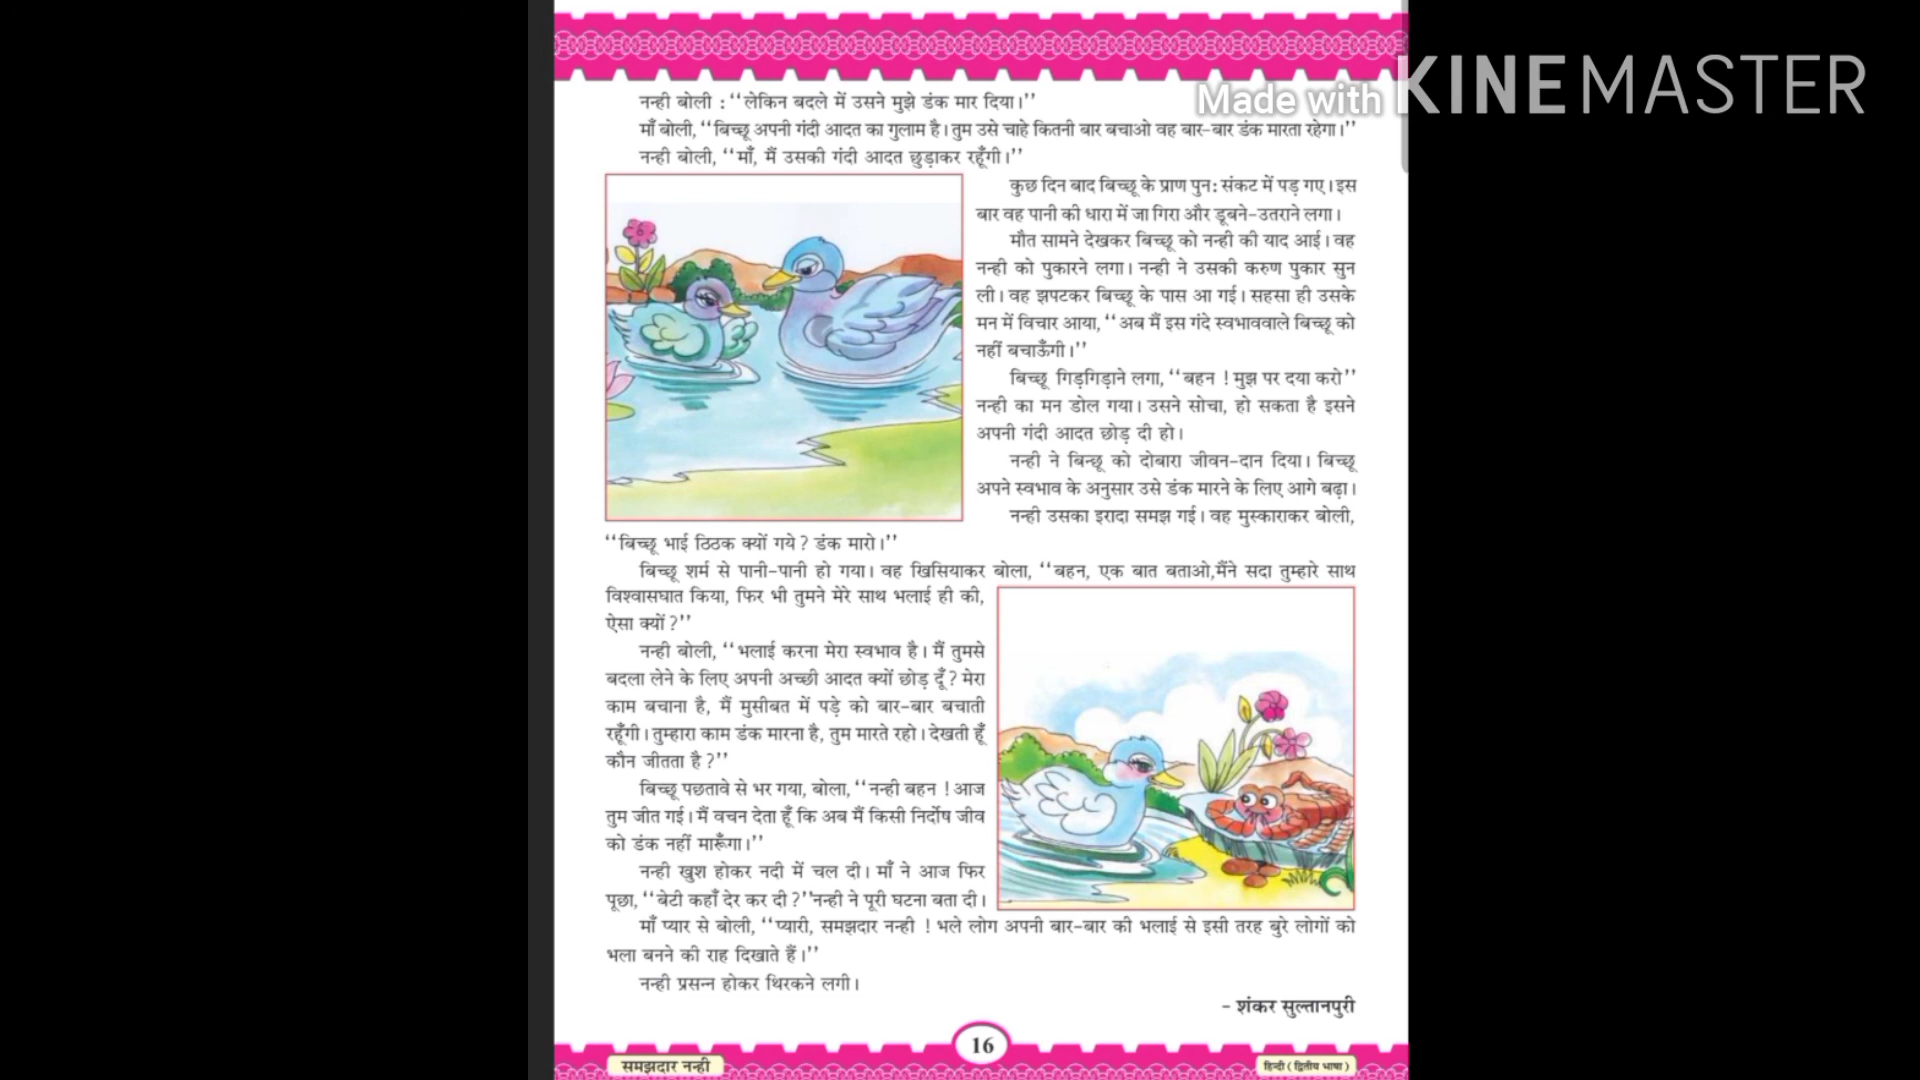 Made with KINEMASTER
नन्ही बोली : ‘‘लेकिन बदले में उसने मुझे डंक मार दिया।’’
माँ बोली, ‘‘बिच्छू अपनी गंदी आदत का गुलाम है। तुम उसे चाहे कितनी बार बचाओ वह बार-बार डंक मारता रहेगा।’’
नन्ही बोली, ‘‘माँ, मैं उसकी गंदी आदत छुड़ाकर रहूँगी।’’
कुछ दिन बाद बिच्छू के प्राण पुन: संकट में पड़ गए। इस
बार वह पानी की धारा में जा गिरा और डूबने-उतराने लगा।
मौत सामने देखकर बिच्छू को नन्ही की याद आई। वह
नन्ही को पुकारने लगा। नन्ही ने उसकी करुण पुकार सुन
ली। वह झपटकर बिच्छू के पास आ गई। सहसा ही उसके
मन में विचार आया, ‘‘अब मैं इस गंदे स्वभाववाले बिच्छू को
नहीं बचाऊँगी।’’
बिच्छू गिड़गिड़ाने लगा, ‘‘बहन ! मुझ पर दया करो’’
नन्ही का मन डोल गया। उसने सोचा, हो सकता है इसने
अपनी गंदी आदत छोड़ दी हो।
नन्ही ने बिन्छू को दोबारा जीवन-दान दिया। बिच्छू
अपने स्वभाव के अनुसार उसे डंक मारने के लिए आगे बढ़ा।
नन्ही उसका इरादा समझ गई। वह मुस्काराकर बोली,
‘‘बिच्छू भाई ठिठक क्यों गये ? डंक मारो।’’
बिच्छू शर्म से पानी-पानी हो गया। वह खिसियाकर बोला, ‘‘बहन, एक बात बताओ,मैंने सदा तुम्हारे साथ
विश्वासघात किया, फिर भी तुमने मेरे साथ भलाई ही की,
ऐसा क्यों ?’’
नन्ही बोली, ‘‘भलाई करना मेरा स्वभाव है। मैं तुमसे
बदला लेने के लिए अपनी अच्छी आदत क्यों छोड़ दूँ ? मेरा
काम बचाना है, मैं मुसीबत में पड़े को बार-बार बचाती
रहूँगी। तुम्हारा काम डंक मारना है, तुम मारते रहो। देखती हूँ
कौन जीतता है ?’’
बिच्छू पछतावे से भर गया, बोला, ‘‘नन्ही बहन ! आज
तुम जीत गई। मैं वचन देता हूँ कि अब मैं किसी निर्दोष जीव
को डंक नहीं मारूँगा।’’
नन्ही खुश होकर नदी में चल दी। माँ ने आज फिर
पूछा, ‘‘बेटी कहाँ देर कर दी ?’’नन्ही ने पूरी घटना बता दी।
माँ प्यार से बोली, ‘‘प्यारी, समझदार नन्ही ! भले लोग अपनी बार-बार की भलाई से इसी तरह बुरे लोगों को
भला बनने की राह दिखाते हैं।’’
नन्ही प्रसन्न होकर थिरकने लगी।
- शंकर सुल्तानपुरी
16
समझदार नन्ही
हिन्दी ( द्वितीय भाषा )